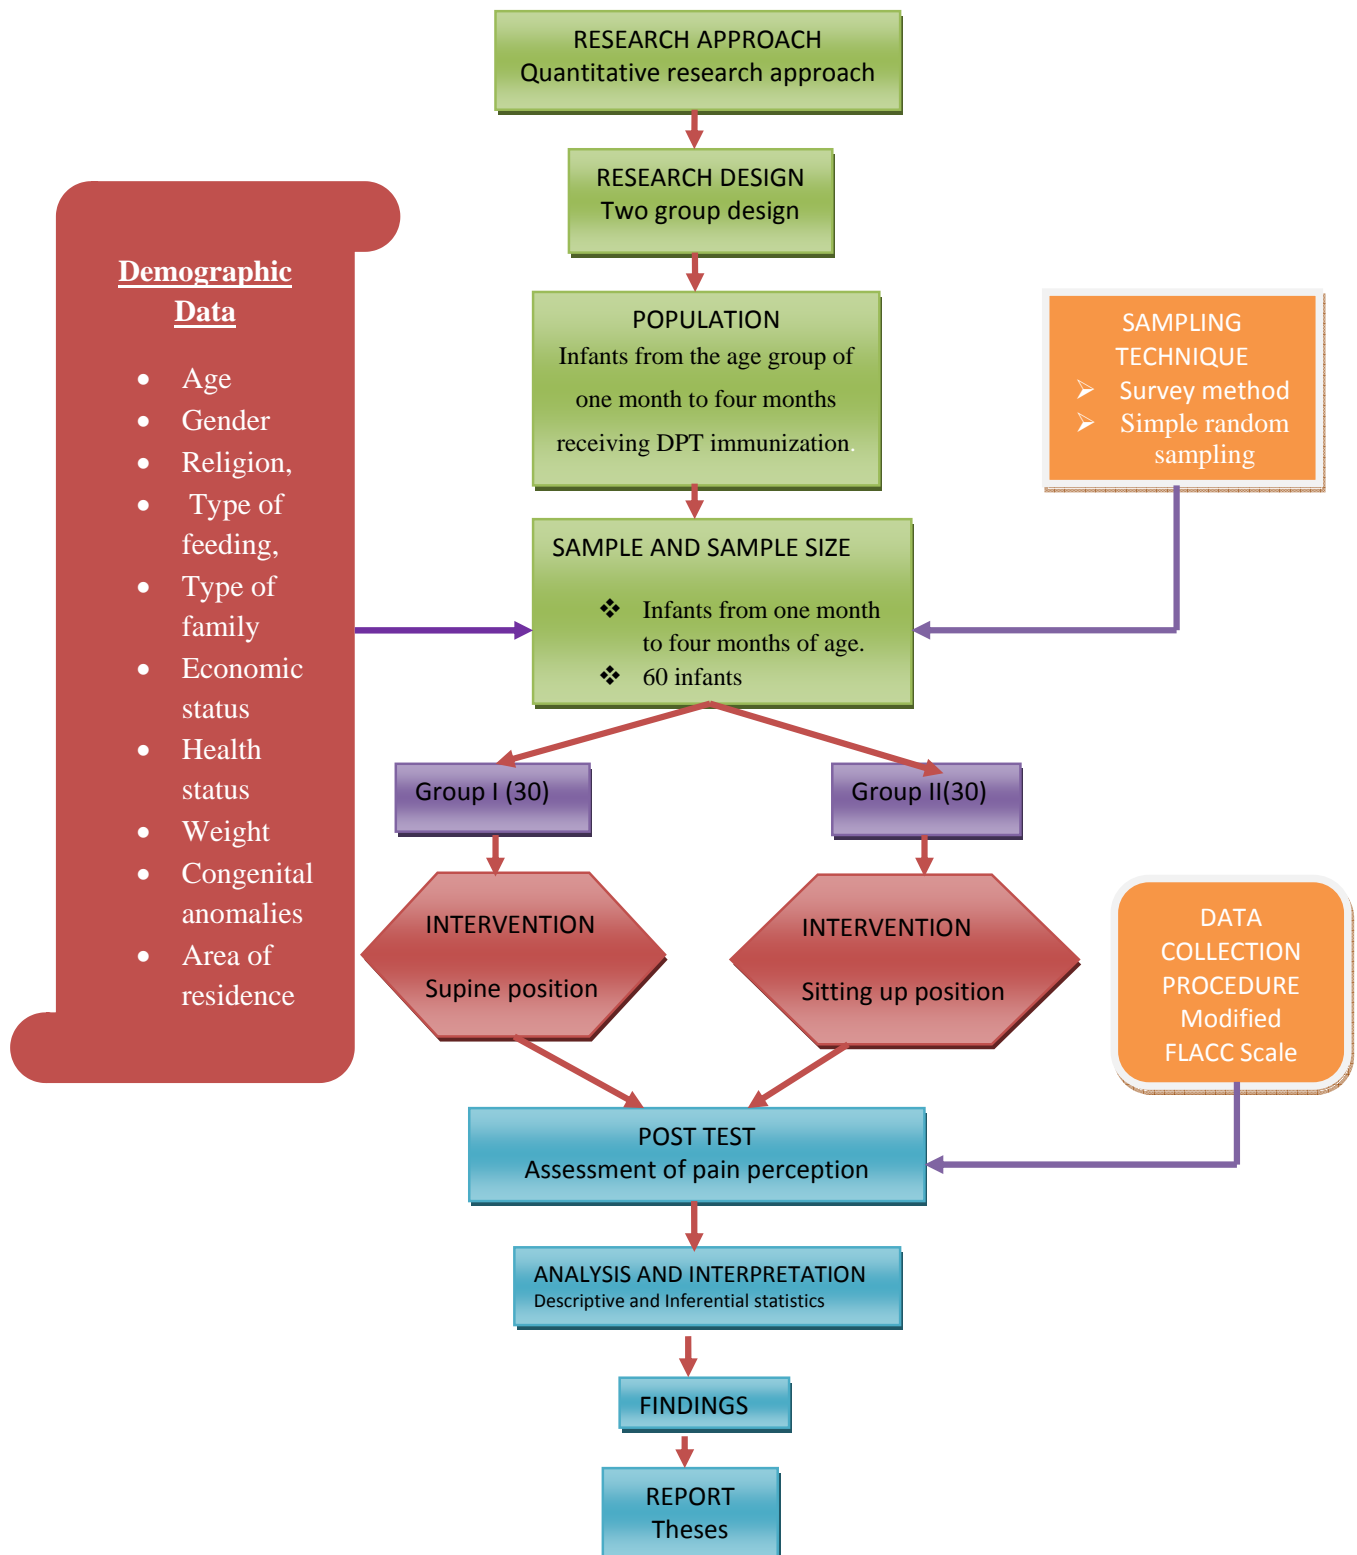 RESEARCH APPROACH
Quantitative research approach
RESEARCH DESIGN
Two group design
POPULATION
Infants from the age group of
one month to four months
receiving DPT immunization.
Demographic
Data
• Age
• Gender
• Religion,
• Type of
feeding,
• Type of
family
• Economic
status
• Health
status
• Weight
• Congenital
anomalies
• Area of
residence
SAMPLING
TECHNIQUE
➢ Survey method
➢ Simple random
sampling
SAMPLE AND SAMPLE SIZE
❖ Infants from one month
to four months of age.
❖ 60 infants
Group I (30)
Group II(30)
INTERVENTION
Supine position
INTERVENTION
Sitting up position
DATA
COLLECTION
PROCEDURE
Modified
FLACC Scale
POST TEST
Assessment of pain perception
ANALYSIS AND INTERPRETATION
Descriptive and Inferential statistics
FINDINGS
REPORT
Theses